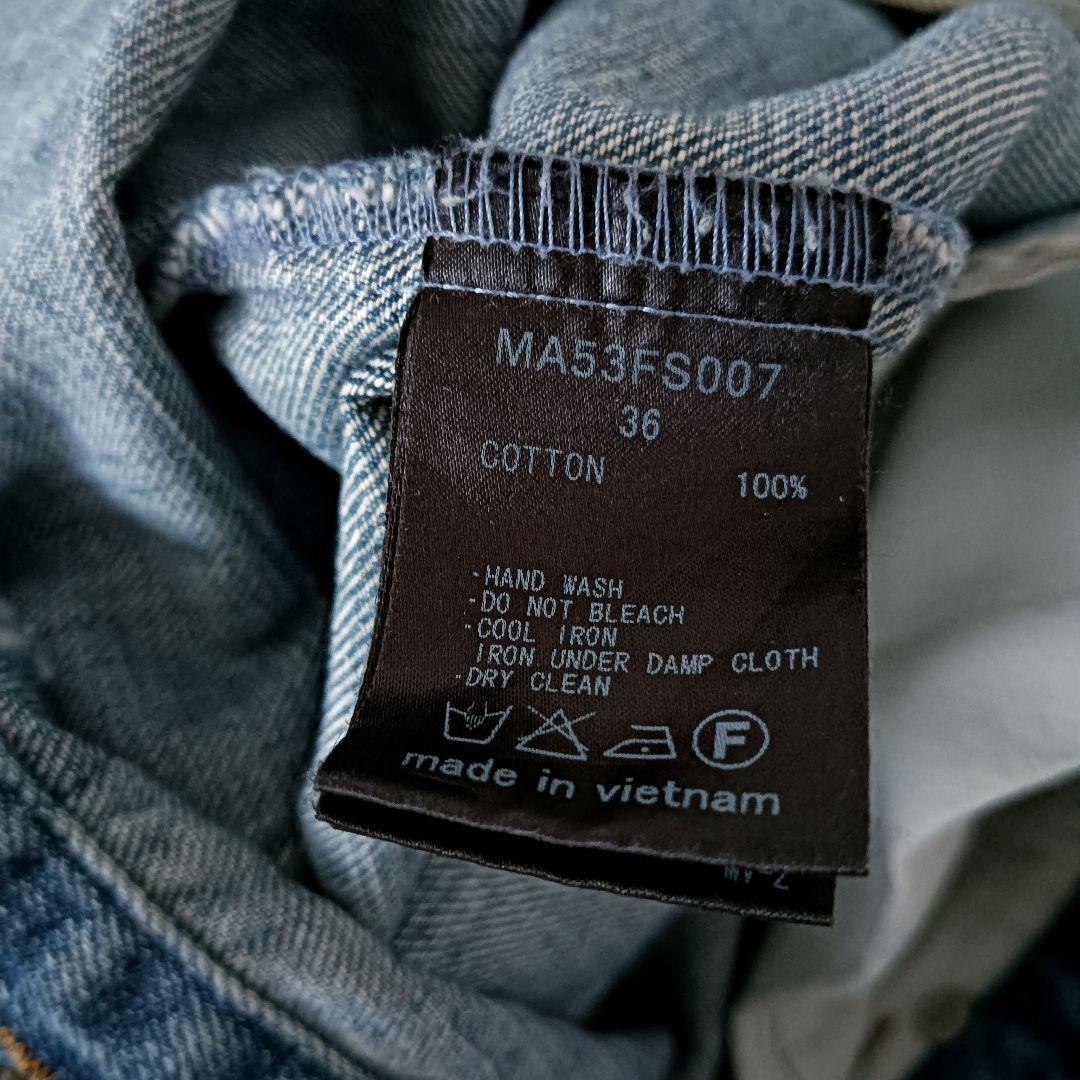 MA53FS007
36
COTTON 100%
·HAND WASH
·DO NOT BLEACH
·COOL IRON
IRON UNDER DAMP CLOTH
·DRY CLEAN
F
made in vietnam